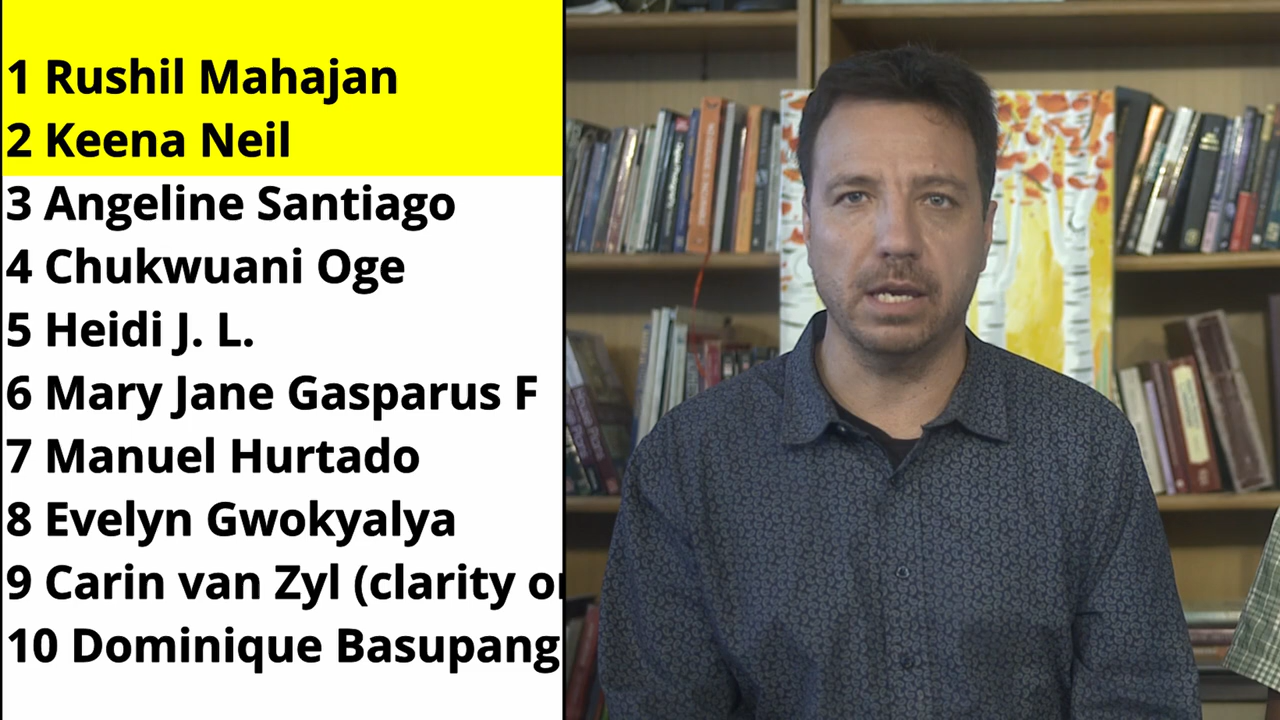 1 Rushil Mahajan
2 Keena Neil
3 Angeline Santiago
4 Chukwuani Oge
5 Heidi J. L.
6 Mary Jane Gasparus F
7 Manuel Hurtado
8 Evelyn Gwokyalya
9 Carin van Zyl (clarity
10 Dominique Basupang